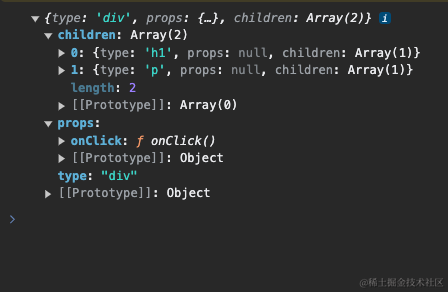 ▼ {type: 'div', props: {…}, children: Array(2)} i
▼ children: Array(2)
▶ 0: {type: 'h1', props: null, children: Array(1)}
▶ 1: {type: 'p', props: null, children: Array(1)}
length: 2
▶ [[Prototype]]: Array(0)
▼ props:
▶ onClick: ƒ onClick()
▶ [[Prototype]]: Object
type: "div"
▶ [[Prototype]]: Object
>
@稀土掘金技术社区